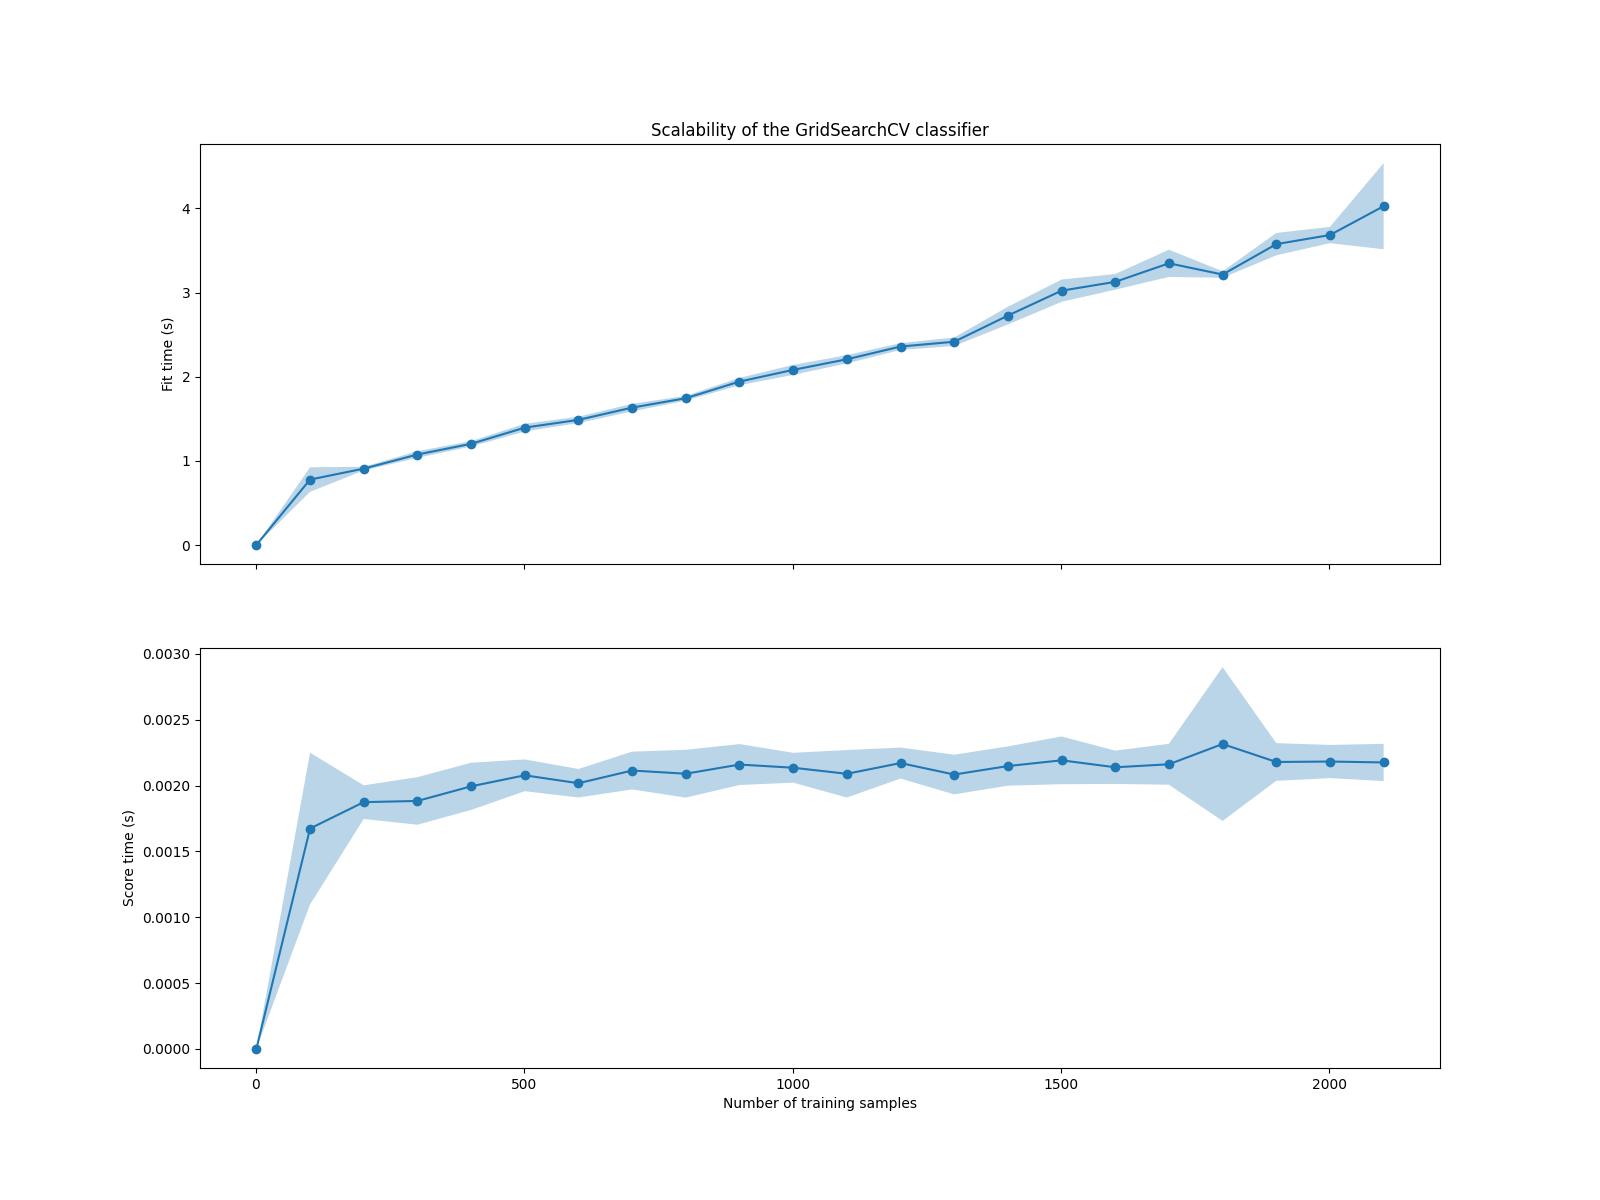 Scalability of the GridSearchCV classifier
4
3
2
1
0
Fit time (s)
0.0030
0.0025
0.0020
0.0015
0.0010
0.0005
0.0000
Score time (s)
0 500 1000 1500 2000
Number of training samples